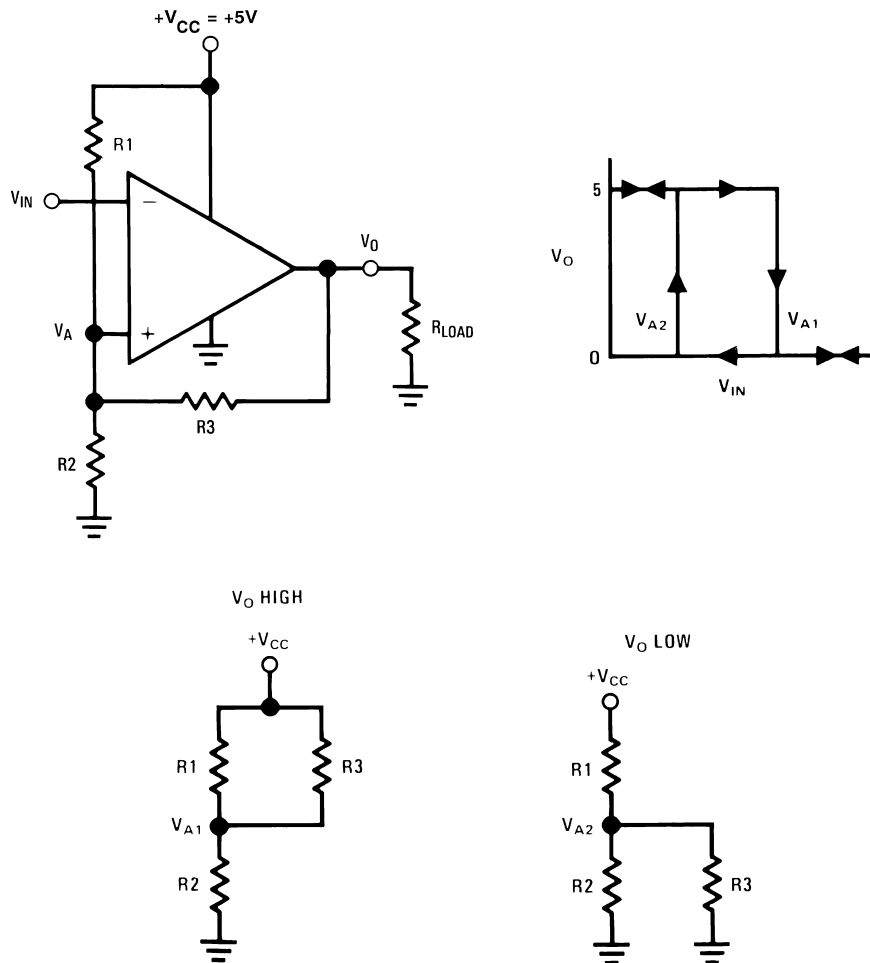 +VCC = +5V
R1
VIN
−
VO
VA
+
RLOAD
R3
R2
5
VO
VA2
VA1
0
VIN
VO HIGH
+VCC
R1
R3
VA1
R2
VO LOW
+VCC
R1
VA2
R2
R3